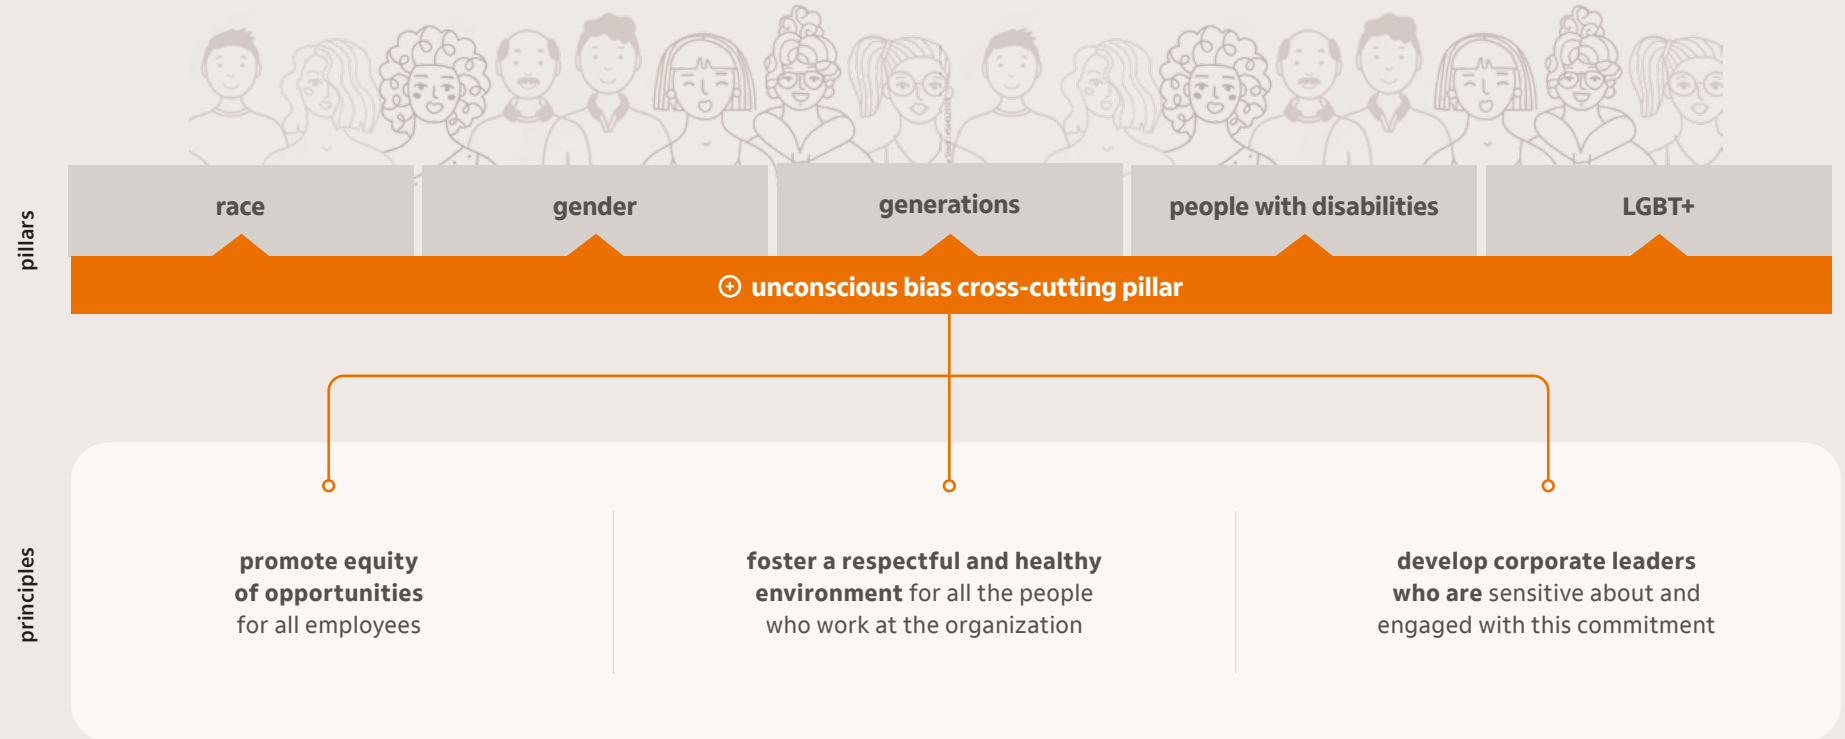 pillars
race
gender
generations
people with disabilities
LGBT+
unconscious bias cross-cutting pillar
principles
promote equity
of opportunities
for all employees
foster a respectful and healthy
environment for all the people
who work at the organization
develop corporate leaders
who are sensitive about and
engaged with this commitment